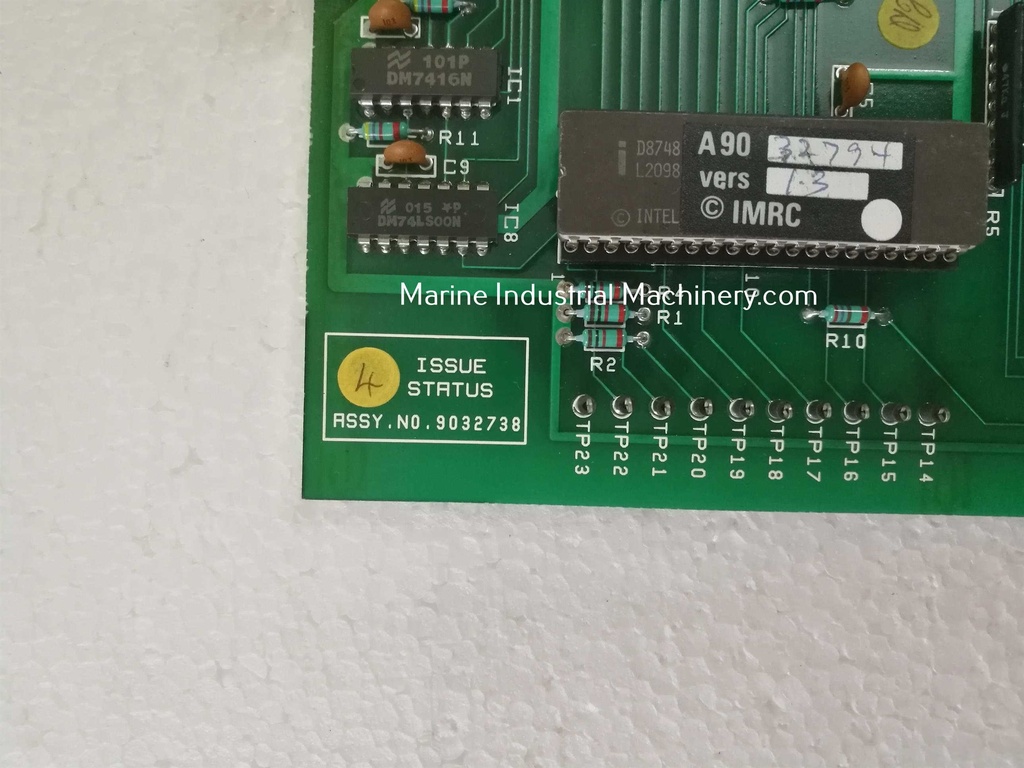 101
101P
DM7416N
IC1
R11
C9
015 *P
DM74LS00N
IC8
D8748
L2098
© INTEL
A90 32794
vers 1.3
© IMRC
R5
Marine Industrial Machinery.com
R1
R2
R10
ISSUE
4 STATUS
ASSY.NO.9032738
TP23 TP22 TP21 TP20 TP19 TP18 TP17 TP16 TP15 TP14